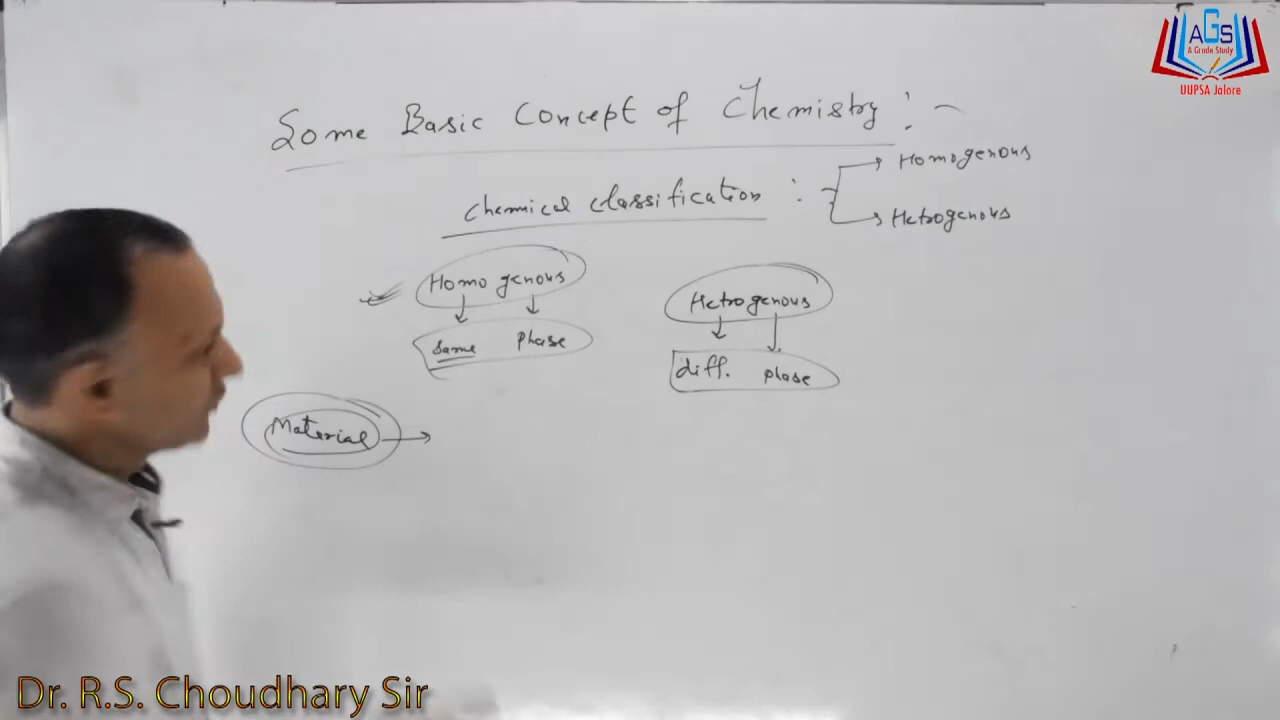 AGS
A Grade Study
UUPSA Jalore
Some Basic Concept of Chemistry : -
Chemical classification :
Homogenous
Hetrogenous
Homo genous
Same phase
Hetrogenous
diff. phase
Material
Dr. R.S. Choudhary Sir